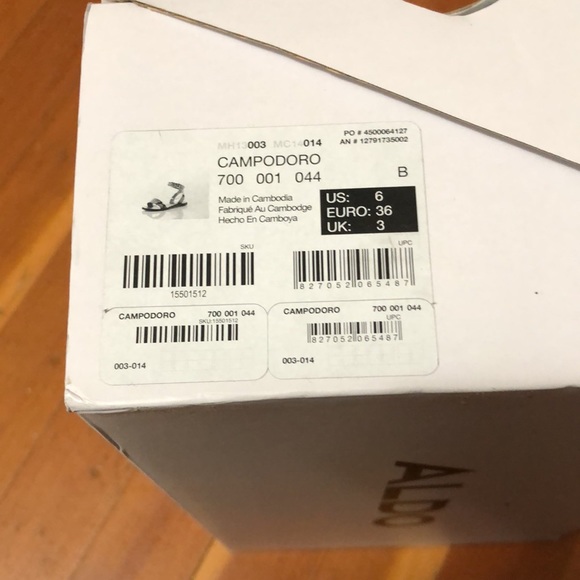 MH13003 MC14014
PO # 4500064127
AN # 12791735002
CAMPODORO
700 001 044
B
Made in Cambodia
Fabriqué Au Cambodge
Hecho En Camboya
US: 6
EURO: 36
UK: 3
SKU
15501512
UPC
827052065487
CAMPODORO 700 001 044
SKU:15501512
003-014
CAMPODORO 700 001 044
UPC
827052065487
003-014
ALDO